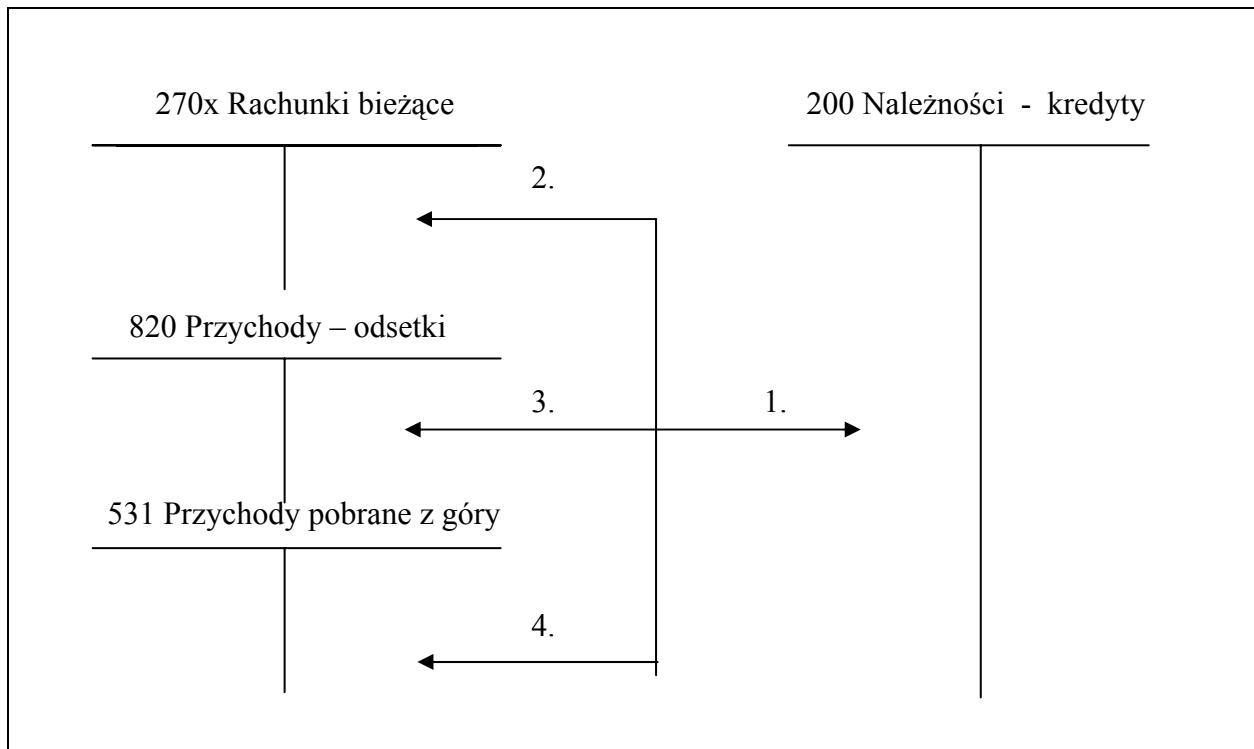 270x Rachunki bieżące
200 Należności - kredyty
2.
820 Przychody – odsetki
3.
1.
531 Przychody pobrane z góry
4.